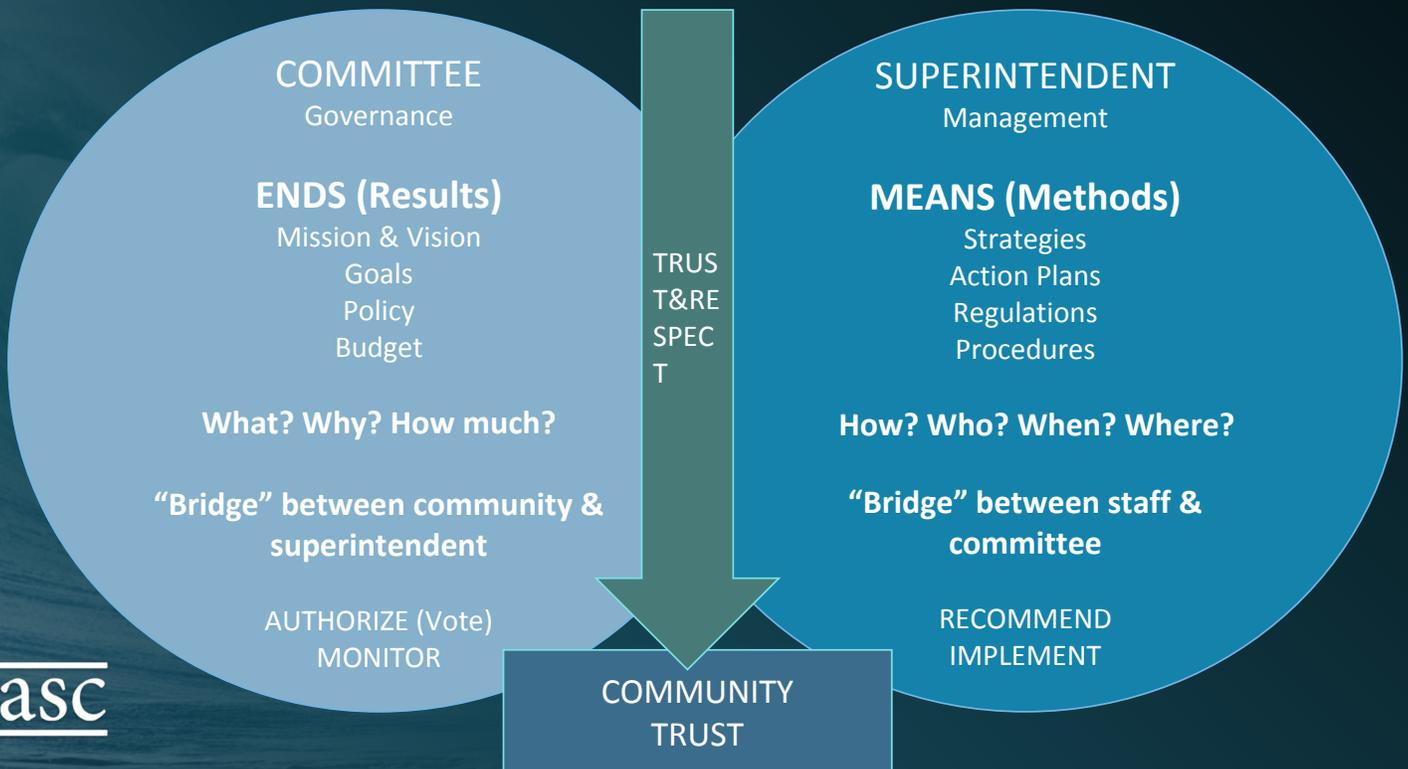 COMMITTEE
Governance
ENDS (Results)
Mission & Vision
Goals
Policy
Budget
What? Why? How much?
“Bridge” between community &
superintendent
AUTHORIZE (Vote)
MONITOR
TRUS
T&RE
SPEC
T
SUPERINTENDENT
Management
MEANS (Methods)
Strategies
Action Plans
Regulations
Procedures
How? Who? When? Where?
“Bridge” between staff &
committee
RECOMMEND
IMPLEMENT
COMMUNITY
TRUST
asc